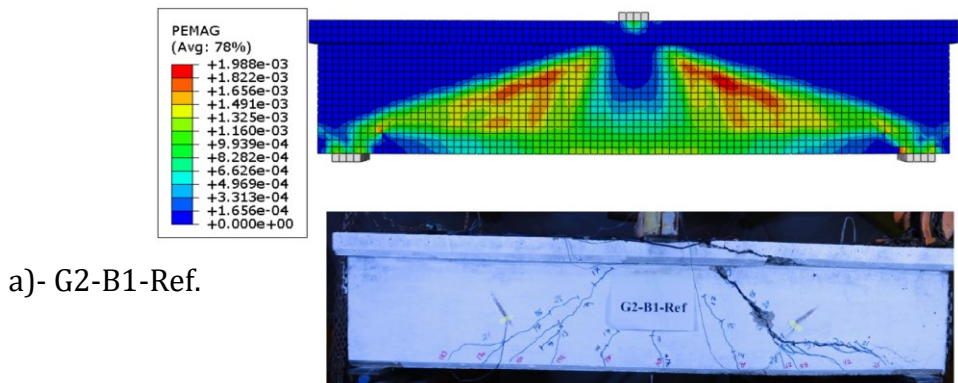 PEMAG
(Avg: 78%)
+1.988e-03
+1.822e-03
+1.656e-03
+1.491e-03
+1.325e-03
+1.160e-03
+9.939e-04
+8.282e-04
+6.626e-04
+4.969e-04
+3.313e-04
+1.656e-04
+0.000e+00
a)- G2-B1-Ref.
G2-B1-Ref